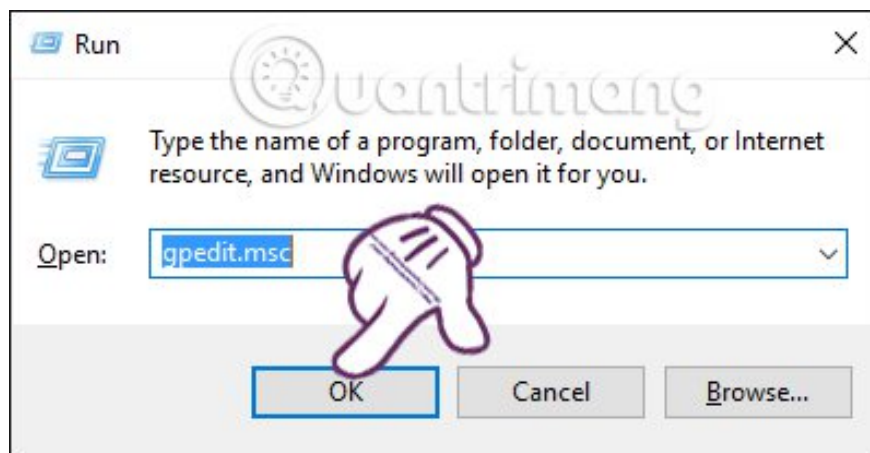 Run
Quantrimang
Type the name of a program, folder, document, or Internet
resource, and Windows will open it for you.
Open: gpedit.msc
OK Cancel Browse...